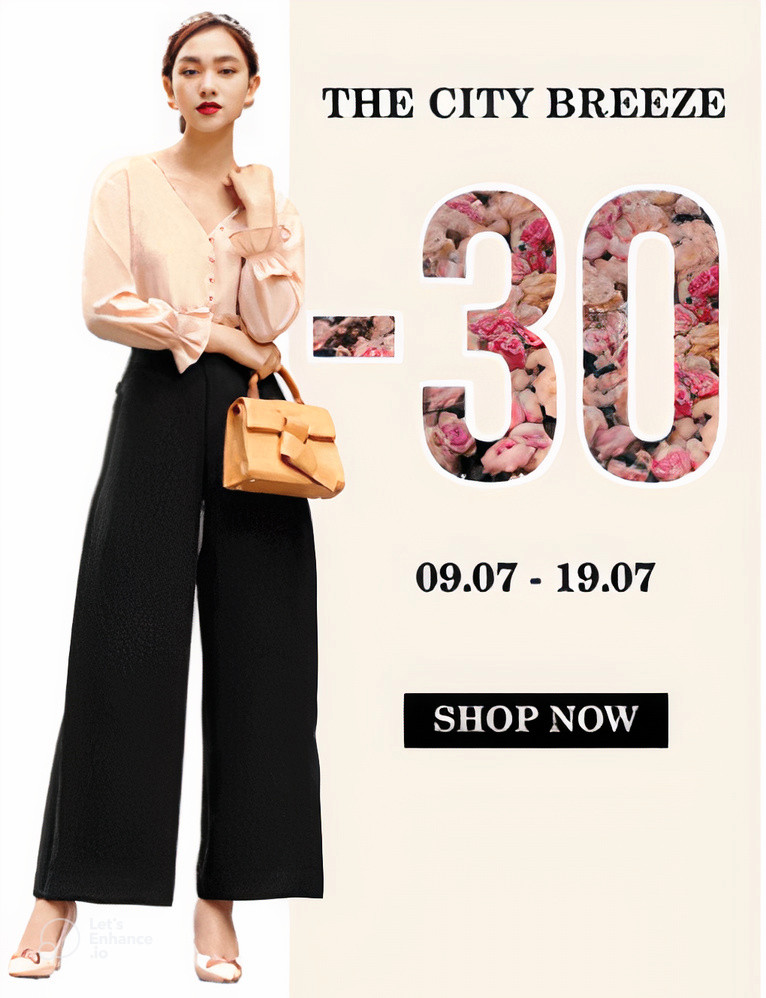 THE CITY BREEZE
-30
09.07 - 19.07
SHOP NOW
Let's
Enhance
.io